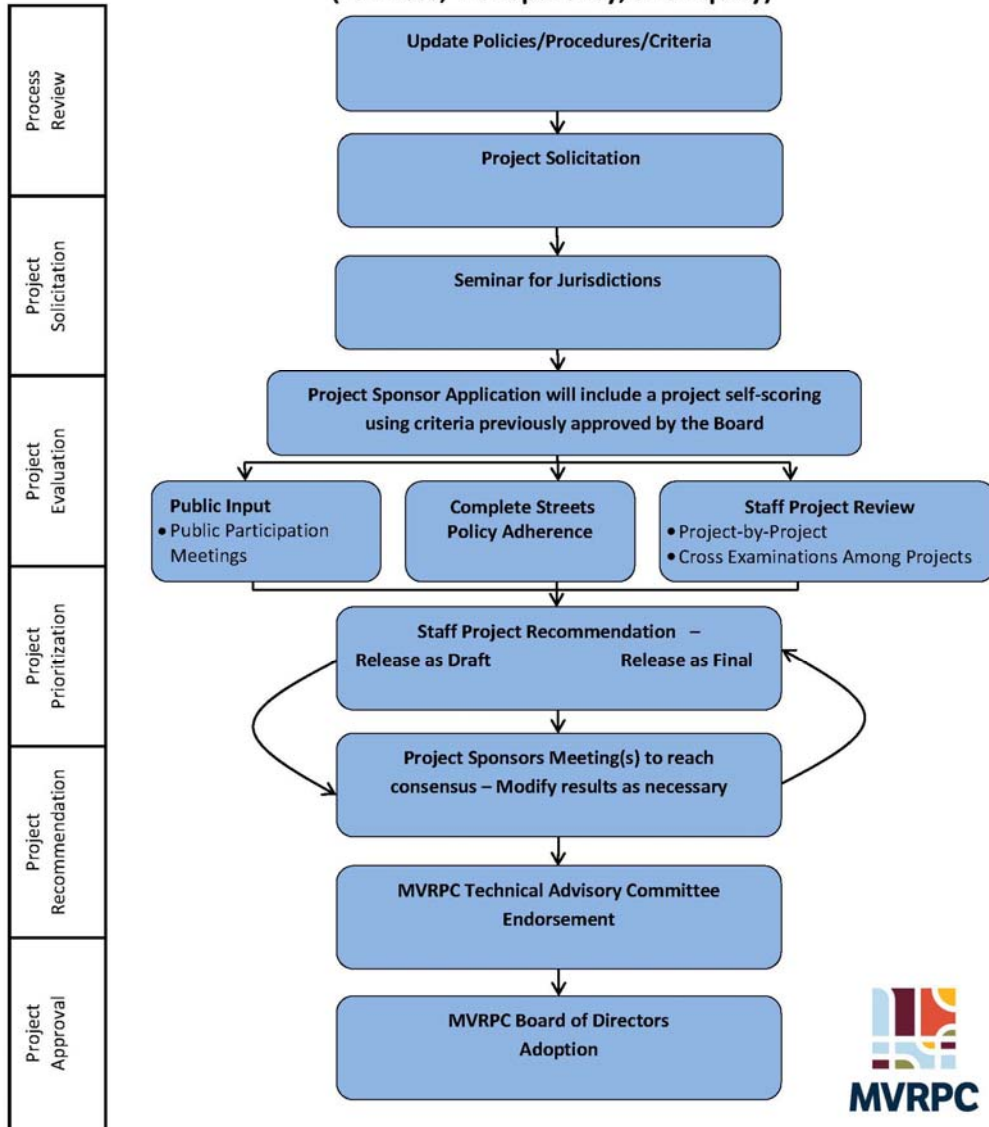 Update Policies/Procedures/Criteria
Project Solicitation
Seminar for Jurisdictions
Project Sponsor Application will include a project self-scoring
using criteria previously approved by the Board
Public Input
• Public Participation
Meetings
Complete Streets
Policy Adherence
Staff Project Review
• Project-by-Project
• Cross Examinations Among Projects
Staff Project Recommendation –
Release as Draft Release as Final
Project Sponsors Meeting(s) to reach
consensus – Modify results as necessary
MVRPC Technical Advisory Committee
Endorsement
MVRPC Board of Directors
Adoption
Process
Review
Project
Solicitation
Project
Evaluation
Project
Prioritization
Project
Recommendation
Project
Approval
MVRPC